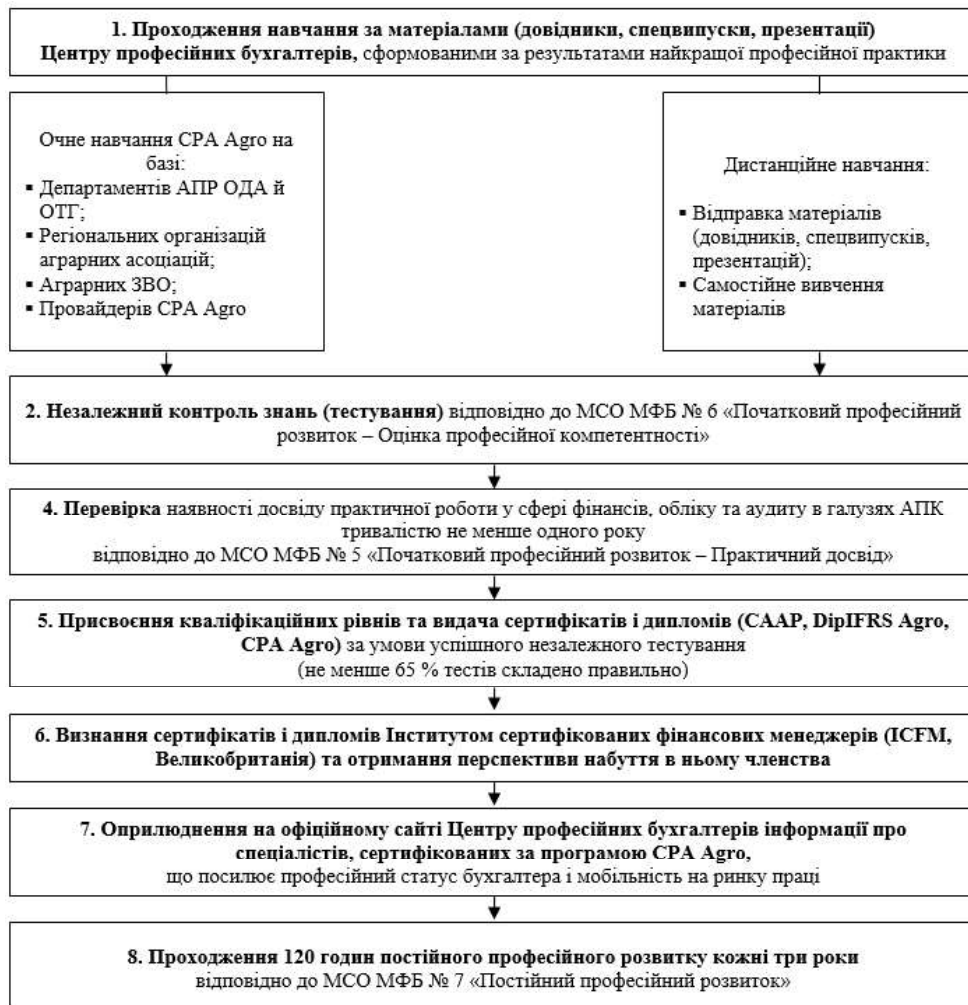 1. Проходження навчання за матеріалами (довідники, спецвипуски, презентації)
Центру професійних бухгалтерів, сформованими за результатами найкращої професійної практики
Очне навчання CPA Agro на
базі:
▪ Департаментів АПР ОДА й
ОТГ;
▪ Регіональних організацій
аграрних асоціацій;
▪ Аграрних ЗВО;
▪ Провайдерів CPA Agro
Дистанційне навчання:
▪ Відправка матеріалів
(довідників, спецвипусків,
презентацій);
▪ Самостійне вивчення
матеріалів
2. Незалежний контроль знань (тестування) відповідно до МСО МФБ № 6 «Початковий професійний
розвиток – Оцінка професійної компетентності»
4. Перевірка наявності досвіду практичної роботи у сфері фінансів, обліку та аудиту в галузях АПК
тривалістю не менше одного року
відповідно до МСО МФБ № 5 «Початковий професійний розвиток – Практичний досвід»
5. Присвоєння кваліфікаційних рівнів та видача сертифікатів і дипломів (CAAP, DipIFRS Agro,
CPA Agro) за умови успішного незалежного тестування
(не менше 65 % тестів складено правильно)
6. Визнання сертифікатів і дипломів Інститутом сертифікованих фінансових менеджерів (ICFM,
Великобританія) та отримання перспективи набуття в ньому членства
7. Оприлюднення на офіційному сайті Центру професійних бухгалтерів інформації про
спеціалістів, сертифікованих за програмою CPA Agro,
що посилює професійний статус бухгалтера і мобільність на ринку праці
8. Проходження 120 годин постійного професійного розвитку кожні три роки
відповідно до МСО МФБ № 7 «Постійний професійний розвиток»